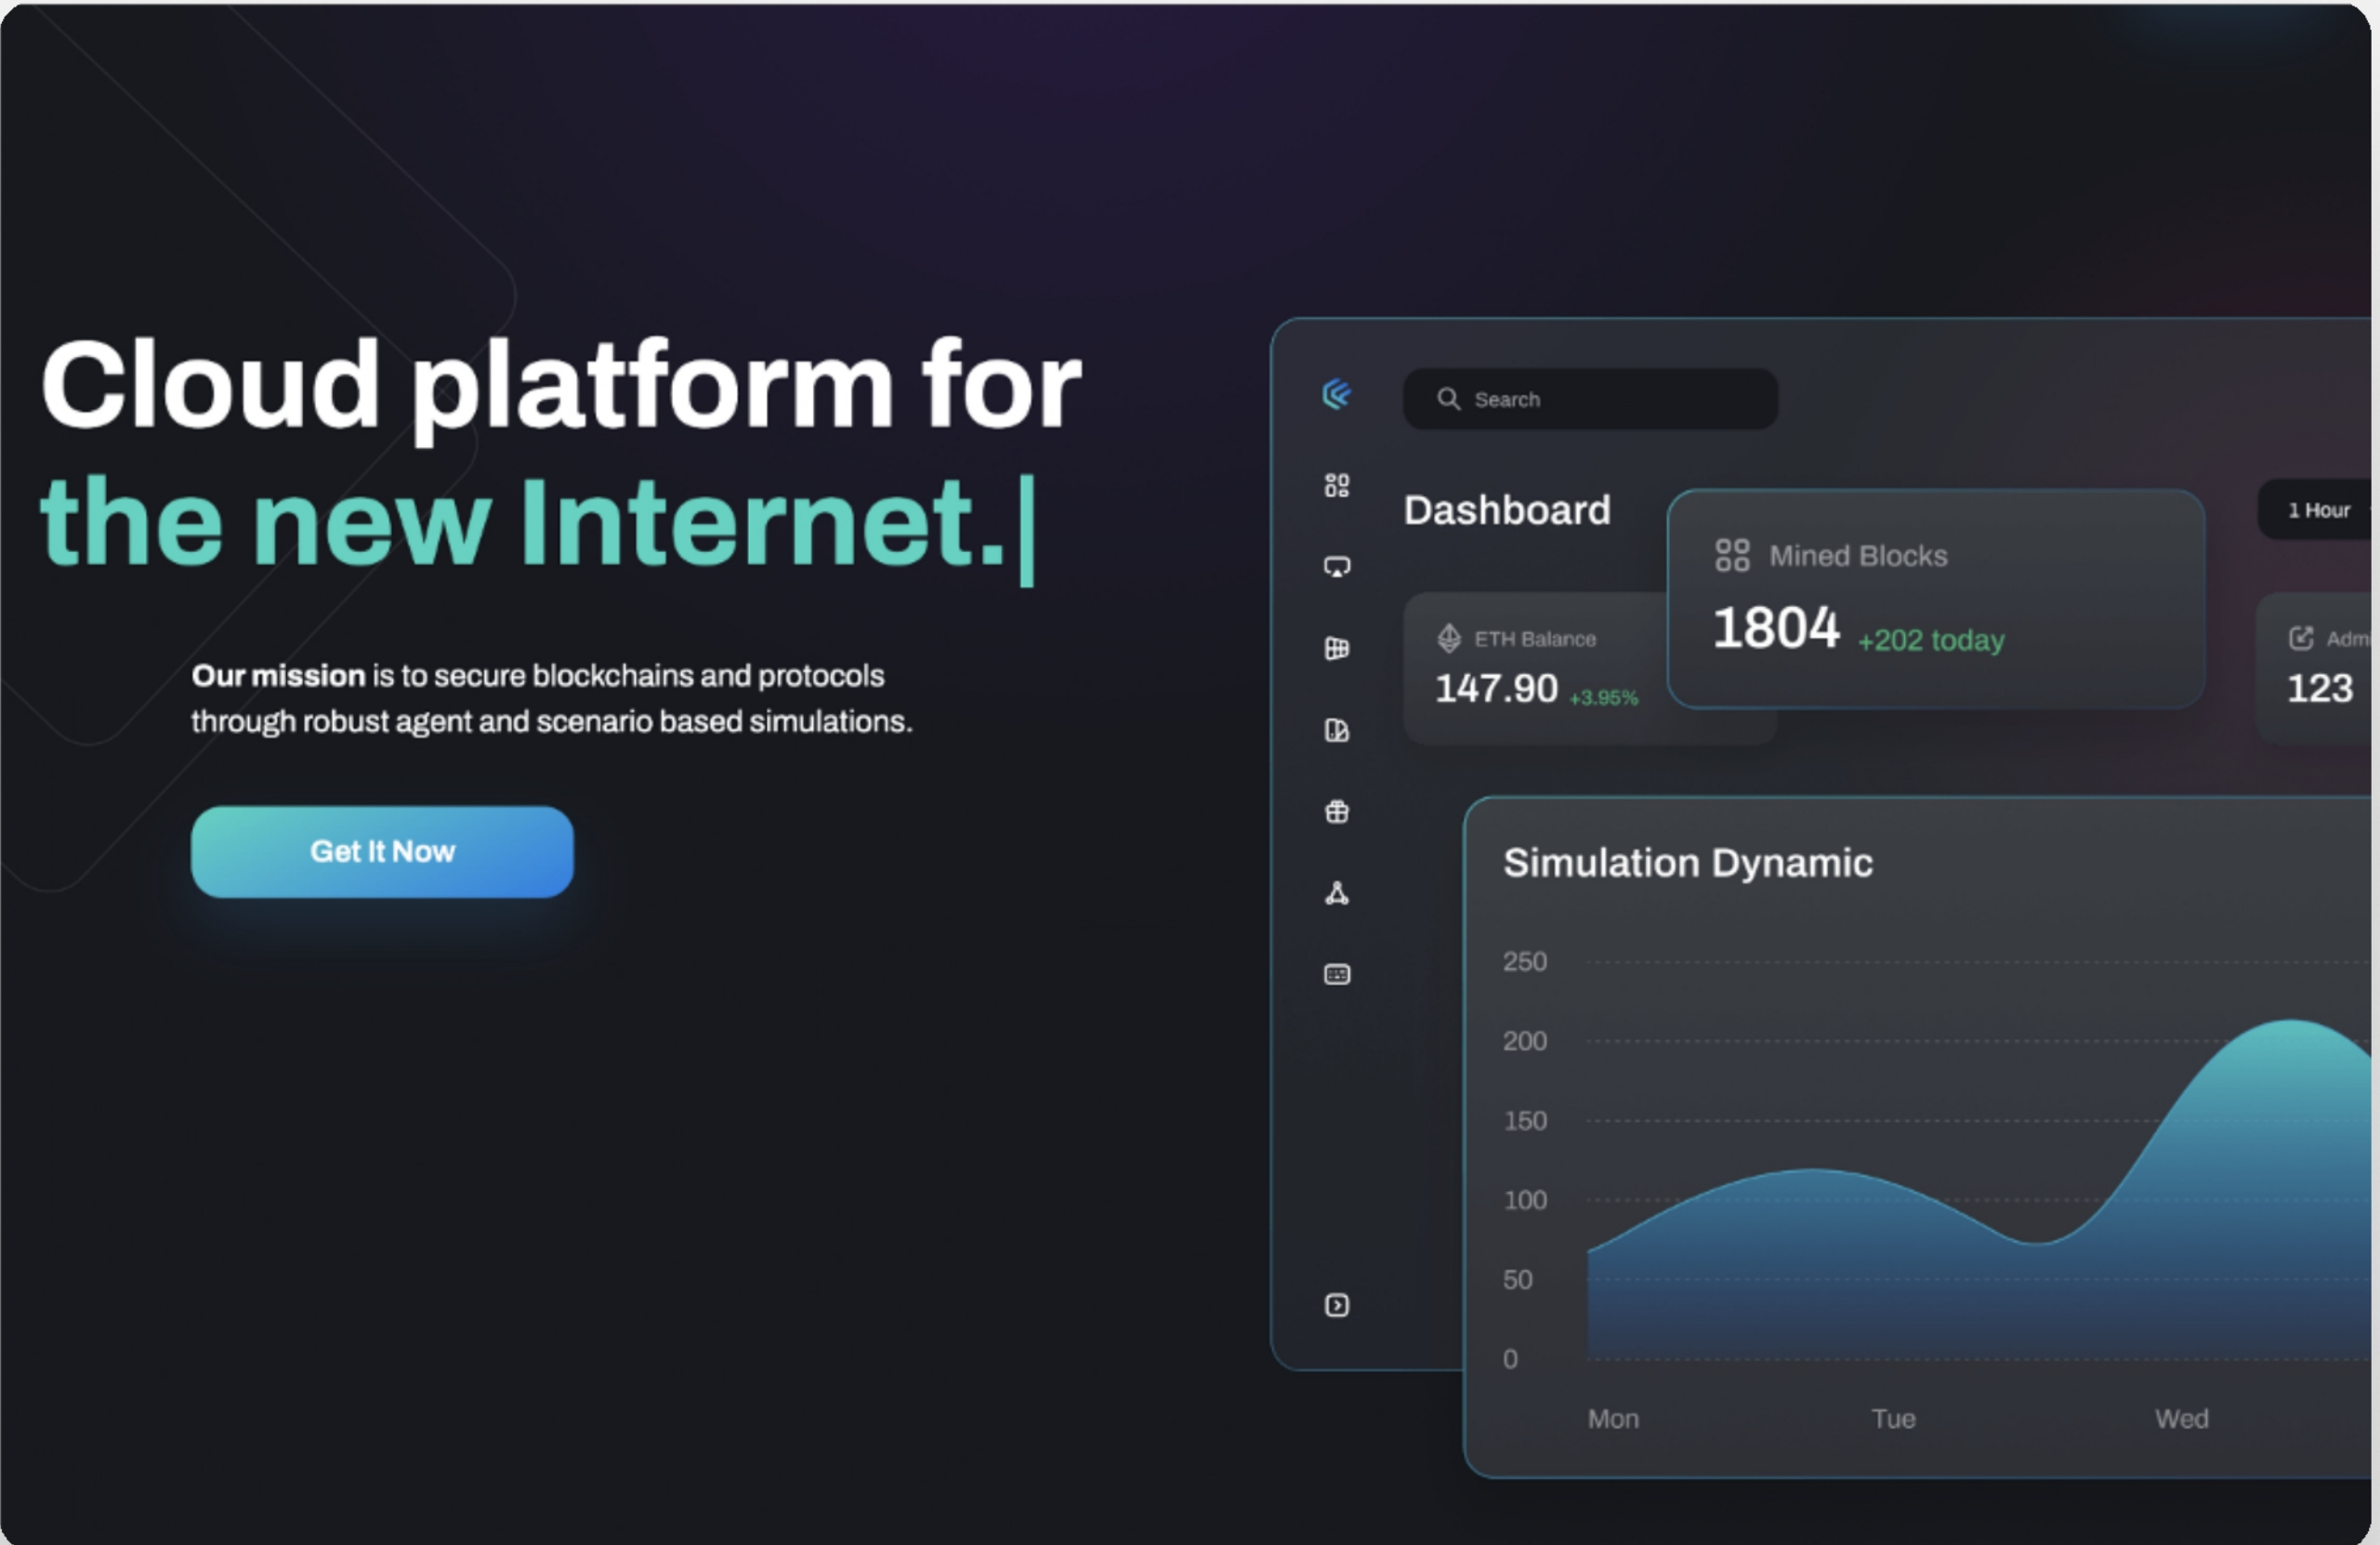 Cloud platform for
the new Internet.|
Our mission is to secure blockchains and protocols
through robust agent and scenario based simulations.
Get It Now
Search
Dashboard
1 Hour
Mined Blocks
1804 +202 today
ETH Balance
147.90 +3.95%
Adm
123
Simulation Dynamic
250
200
150
100
50
0
Mon Tue Wed